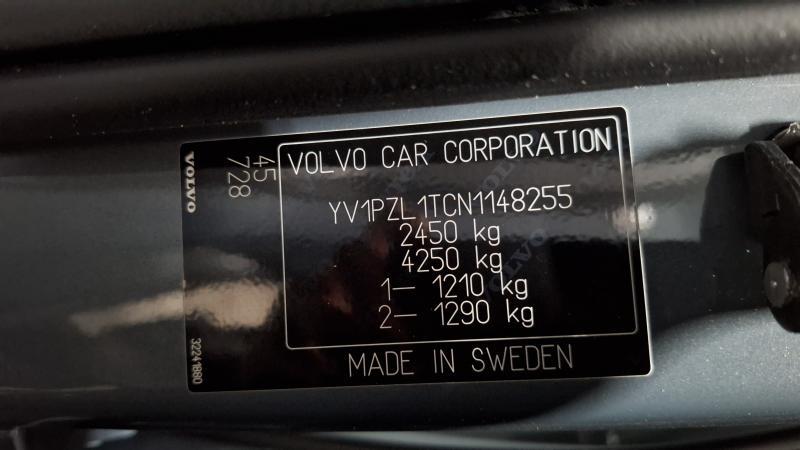 VOLVO
45
728
VOLVO CAR CORPORATION
YV1PZL1TCN1148255
2450 kg
4250 kg
1— 1210 kg
2— 1290 kg
MADE IN SWEDEN
32241880